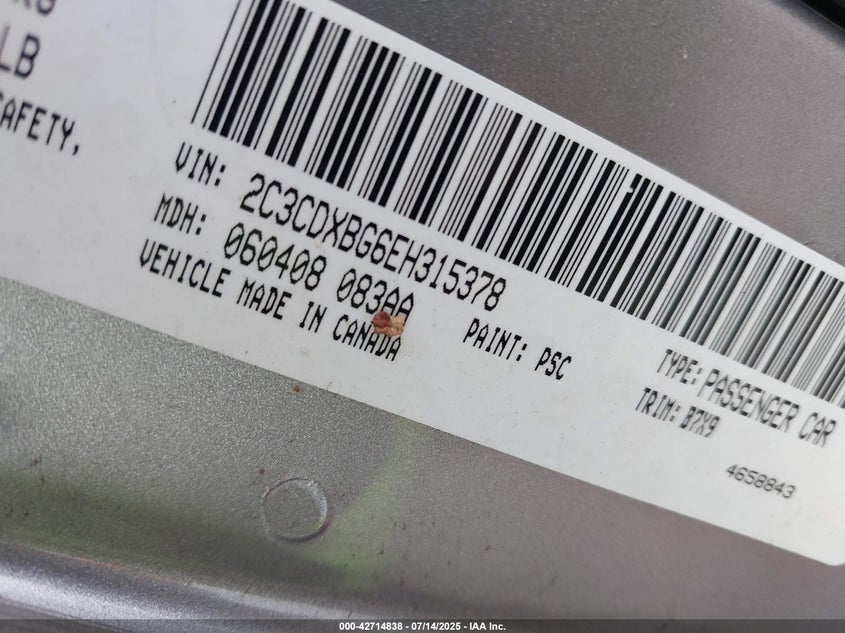 LB
SAFETY,
VIN: 2C3CDXBG6EH315378
MDH: 060408 083AA
VEHICLE MADE IN CANADA
PAINT: PSC
TYPE: PASSENGER CAR
TRIM: B7X9
4658843
000-42714838 - 07/14/2025 - IAA Inc.